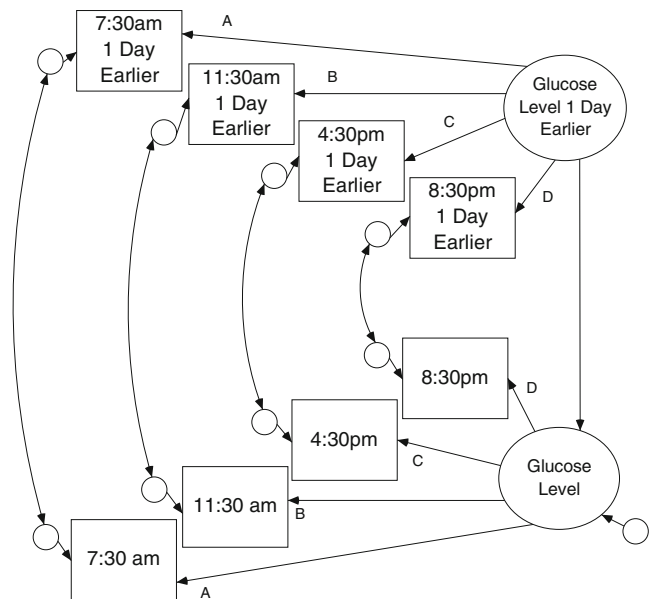 7:30am
1 Day
Earlier
A
11:30am
1 Day
Earlier
B
Glucose
Level 1 Day
Earlier
4:30pm
1 Day
Earlier
C
8:30pm
1 Day
Earlier
D
8:30pm
D
4:30pm
C
Glucose
Level
11:30 am
B
7:30 am
A